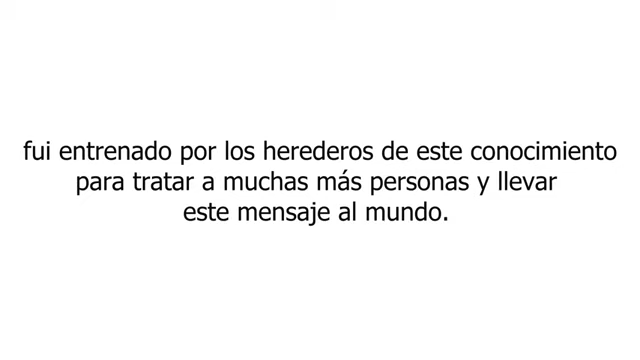 fui entrenado por los herederos de este conocimiento
para tratar a muchas más personas y llevar
este mensaje al mundo.